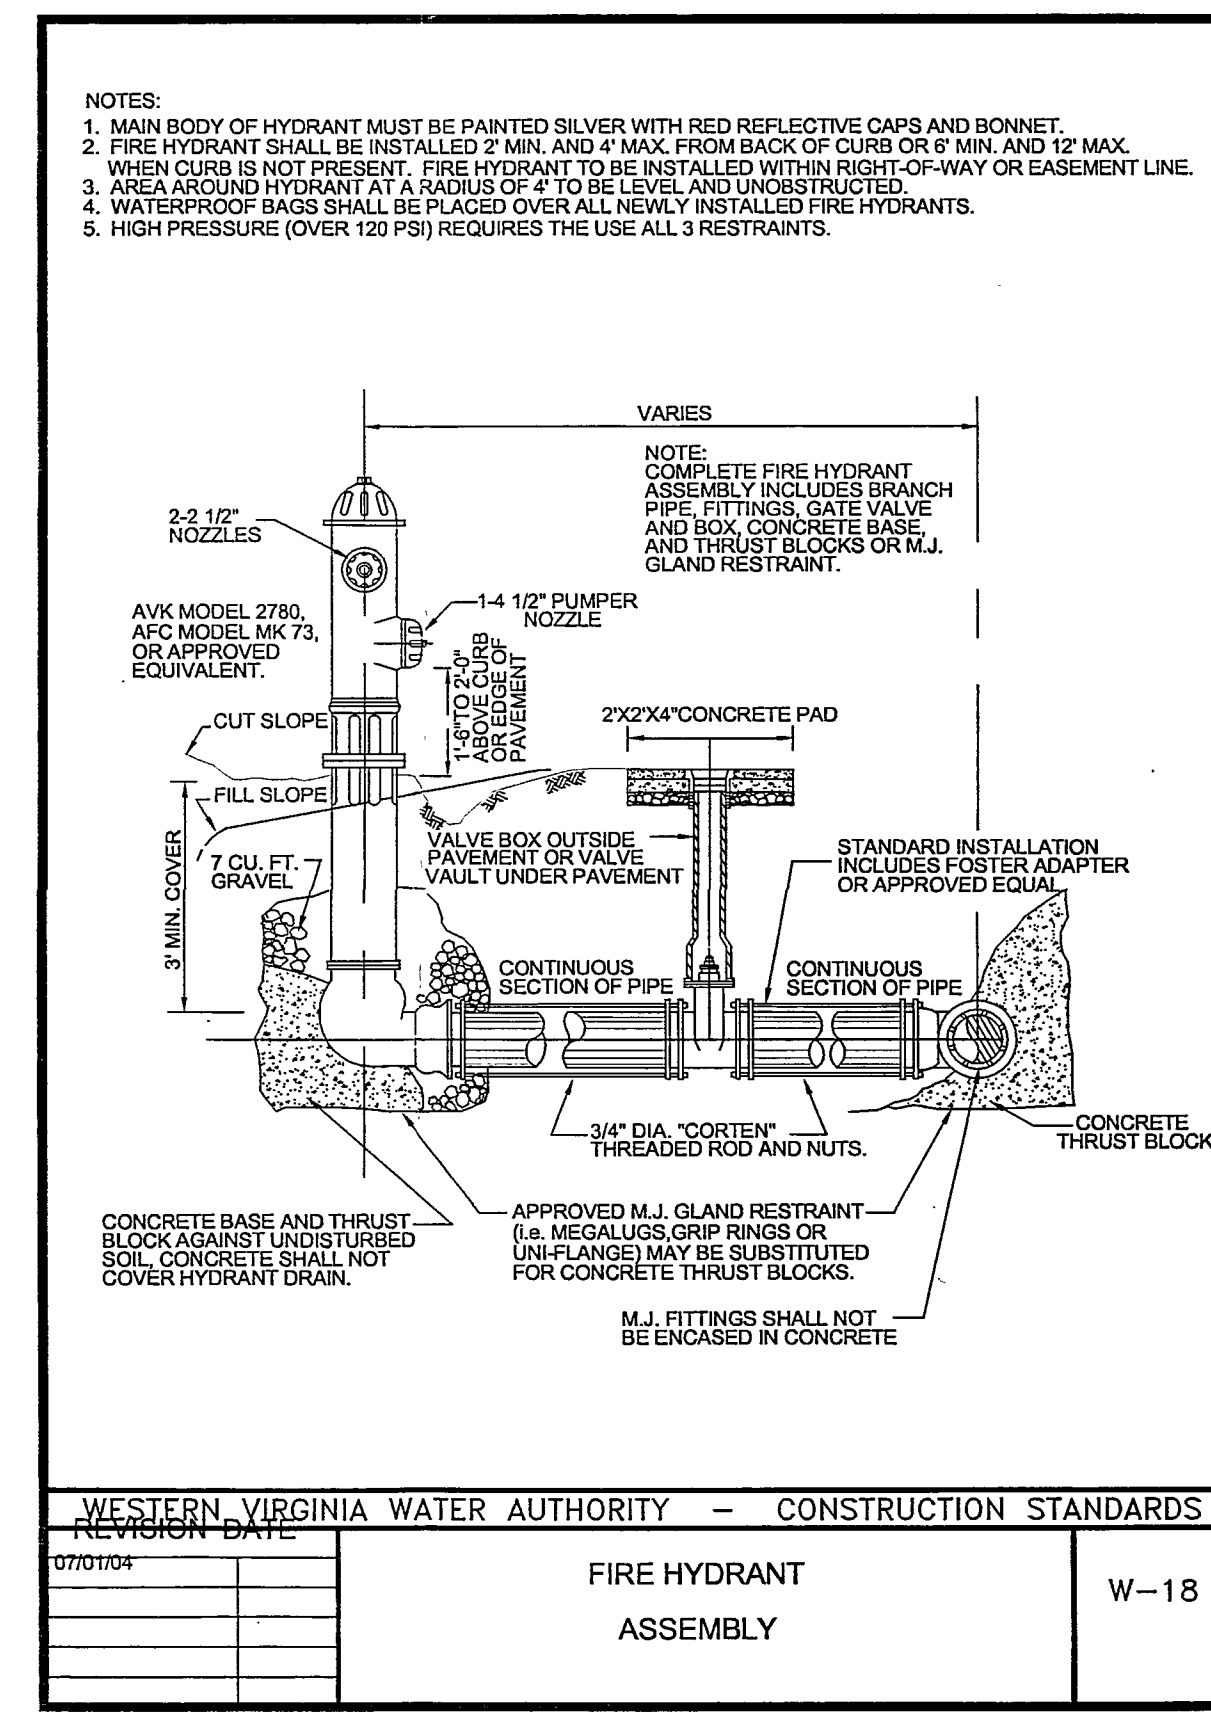 NOTES:
1. MAIN BODY OF HYDRANT MUST BE PAINTED SILVER WITH RED REFLECTIVE CAPS AND BONNET.
2. FIRE HYDRANT SHALL BE INSTALLED 2' MIN. AND 4' MAX. FROM BACK OF CURB OR 6' MIN. AND 12' MAX.
WHEN CURB IS NOT PRESENT. FIRE HYDRANT TO BE INSTALLED WITHIN RIGHT-OF-WAY OR EASEMENT LINE.
3. AREA AROUND HYDRANT AT A RADIUS OF 4' TO BE LEVEL AND UNOBSTRUCTED.
4. WATERPROOF BAGS SHALL BE PLACED OVER ALL NEWLY INSTALLED FIRE HYDRANTS.
5. HIGH PRESSURE (OVER 120 PSI) REQUIRES THE USE ALL 3 RESTRAINTS.
VARIES
NOTE:
COMPLETE FIRE HYDRANT
ASSEMBLY INCLUDES BRANCH
PIPE, FITTINGS, GATE VALVE
AND BOX, CONCRETE BASE,
AND THRUST BLOCKS OR M.J.
GLAND RESTRAINT.
2-2 1/2"
NOZZLES
AVK MODEL 2780,
AFC MODEL MK 73,
OR APPROVED
EQUIVALENT.
1-4 1/2" PUMPER
NOZZLE
1'-6"TO 2'-0"
ABOVE CURB
OR EDGE OF
PAVEMENT
2'X2'X4"CONCRETE PAD
CUT SLOPE
FILL SLOPE
3' MIN. COVER
7 CU. FT.
GRAVEL
VALVE BOX OUTSIDE
PAVEMENT OR VALVE
VAULT UNDER PAVEMENT
STANDARD INSTALLATION
INCLUDES FOSTER ADAPTER
OR APPROVED EQUAL
CONTINUOUS
SECTION OF PIPE
CONTINUOUS
SECTION OF PIPE
3/4" DIA. "CORTEN"
THREADED ROD AND NUTS.
CONCRETE
THRUST BLOCK
CONCRETE BASE AND THRUST
BLOCK AGAINST UNDISTURBED
SOIL, CONCRETE SHALL NOT
COVER HYDRANT DRAIN.
APPROVED M.J. GLAND RESTRAINT
(i.e. MEGALUGS,GRIP RINGS OR
UNI-FLANGE) MAY BE SUBSTITUTED
FOR CONCRETE THRUST BLOCKS.
M.J. FITTINGS SHALL NOT
BE ENCASED IN CONCRETE
WESTERN VIRGINIA WATER AUTHORITY – CONSTRUCTION STANDARDS
REVISION DATE
07/01/04
FIRE HYDRANT
ASSEMBLY
W-18